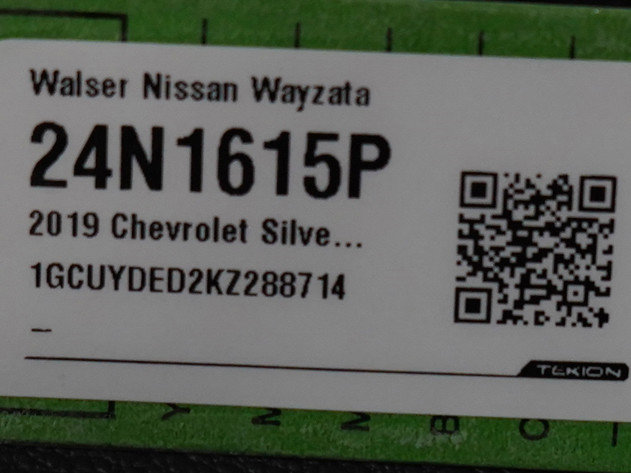 Walser Nissan Wayzata
24N1615P
2019 Chevrolet Silve...
1GCUYDED2KZ288714
–
TEKION
Y N N B C